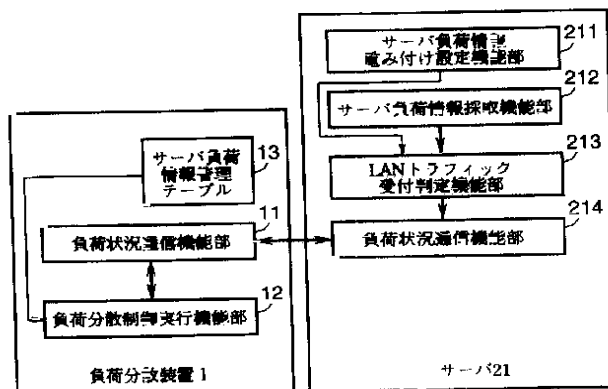 サーバ負荷情報
重み付け設定機能部
211
サーバ負荷情報採取機能部
212
サーバ負荷
情報管理
テーブル
13
LANトラフィック
受付判定機能部
213
負荷状況通信機能部
11
負荷状況通信機能部
214
負荷分散制御実行機能部
12
負荷分散装置1
サーバ21